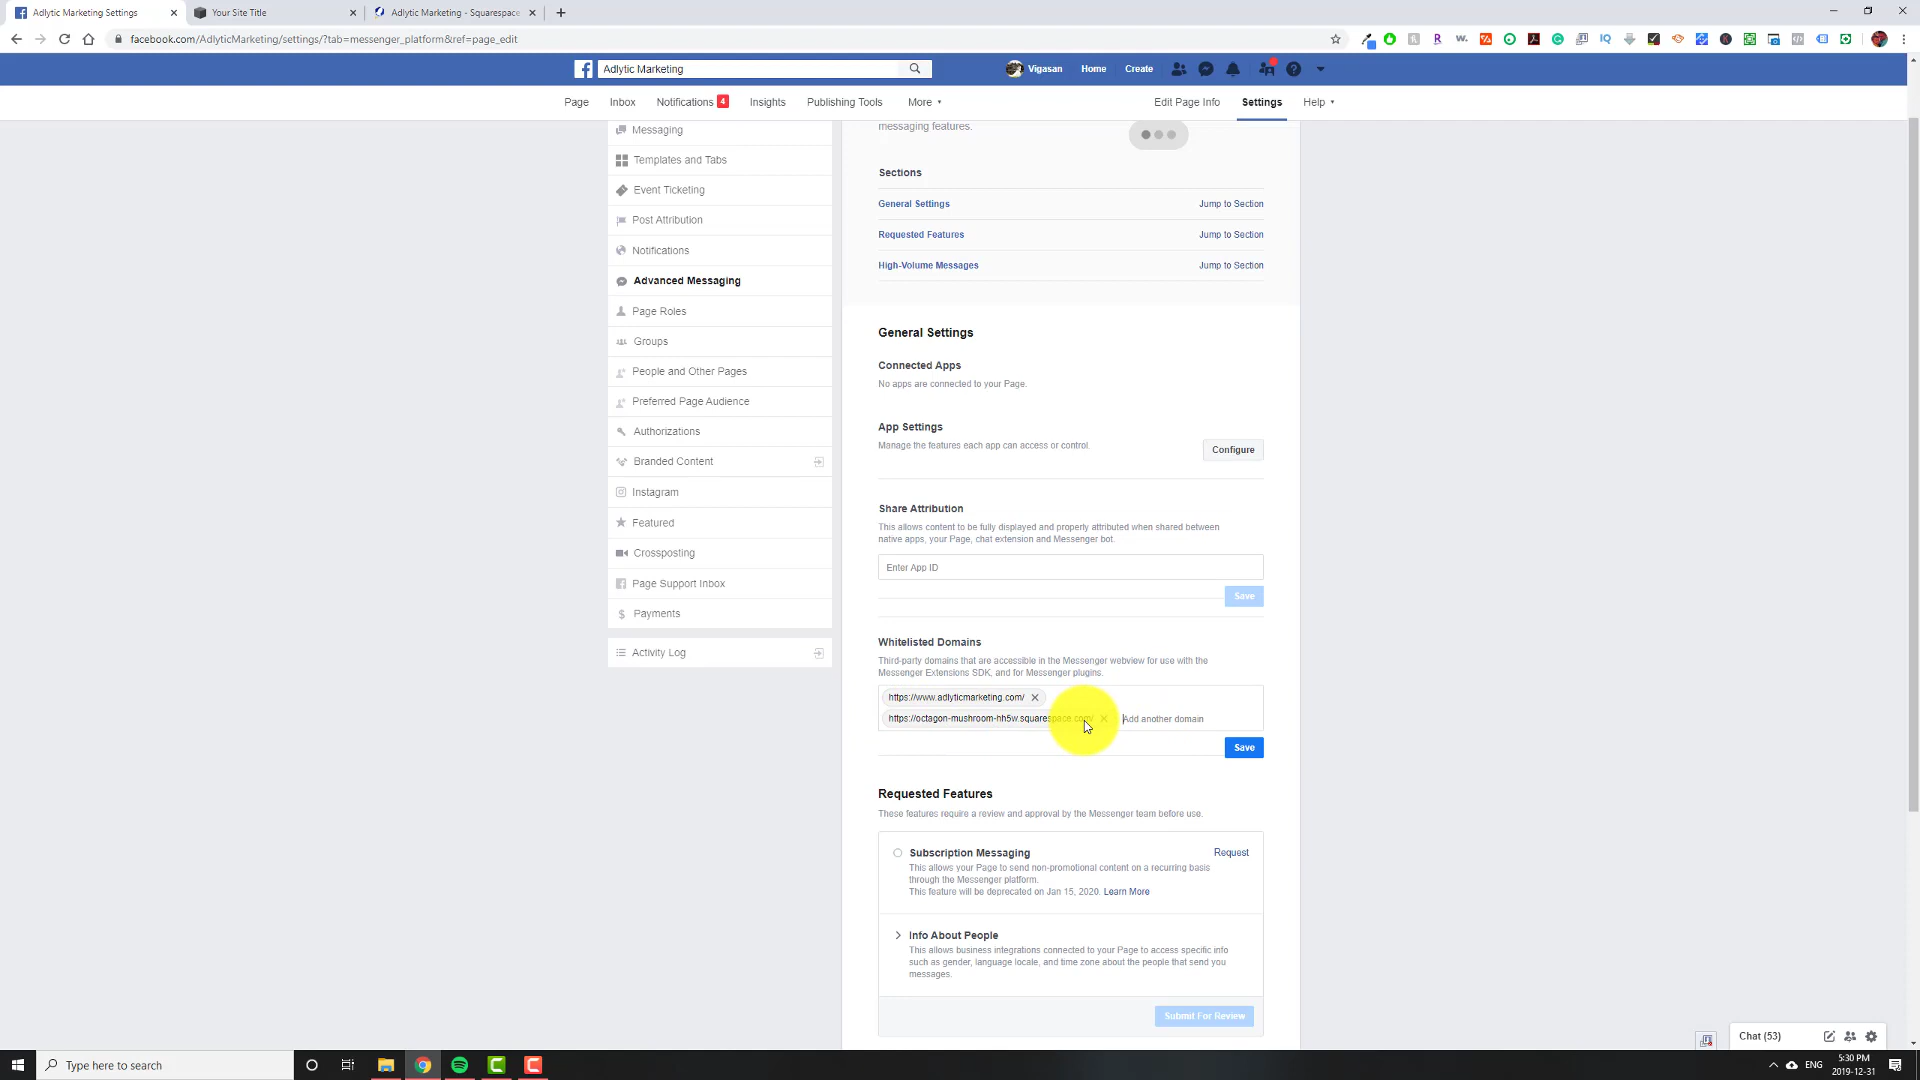 Adlytic Marketing Settings
Your Site Title
Adlytic Marketing - Squarespace
facebook.com/AdlyticMarketing/settings/?tab=messenger_platform&ref=page_edit
Adlytic Marketing
Vigasan
Home
Create
Page
Inbox
Notifications 4
Insights
Publishing Tools
More
Edit Page Info
Settings
Help
Messaging
Templates and Tabs
Event Ticketing
Post Attribution
Notifications
Advanced Messaging
Page Roles
Groups
People and Other Pages
Preferred Page Audience
Authorizations
Branded Content
Instagram
Featured
Crossposting
Page Support Inbox
Payments
Activity Log
messaging features.
Sections
General Settings Jump to Section
Requested Features Jump to Section
High-Volume Messages Jump to Section
General Settings
Connected Apps
No apps are connected to your Page.
App Settings
Manage the features each app can access or control.
Configure
Share Attribution
This allows content to be fully displayed and properly attributed when shared between
native apps, your Page, chat extension and Messenger bot.
Enter App ID
Save
Whitelisted Domains
Third-party domains that are accessible in the Messenger webview for use with the
Messenger Extensions SDK, and for Messenger plugins.
https://www.adlyticmarketing.com/
https://octagon-mushroom-hh5w.squarespace.com/ Add another domain
Save
Requested Features
These features require a review and approval by the Messenger team before use.
Subscription Messaging Request
This allows your Page to send non-promotional content on a recurring basis
through the Messenger platform.
This feature will be deprecated on Jan 15, 2020. Learn More
Info About People
This allows business integrations connected to your Page to access specific info
such as gender, language locale, and time zone about the people that send you
messages.
Submit For Review
Chat (53)
Type here to search
ENG
5:30 PM
2019-12-31